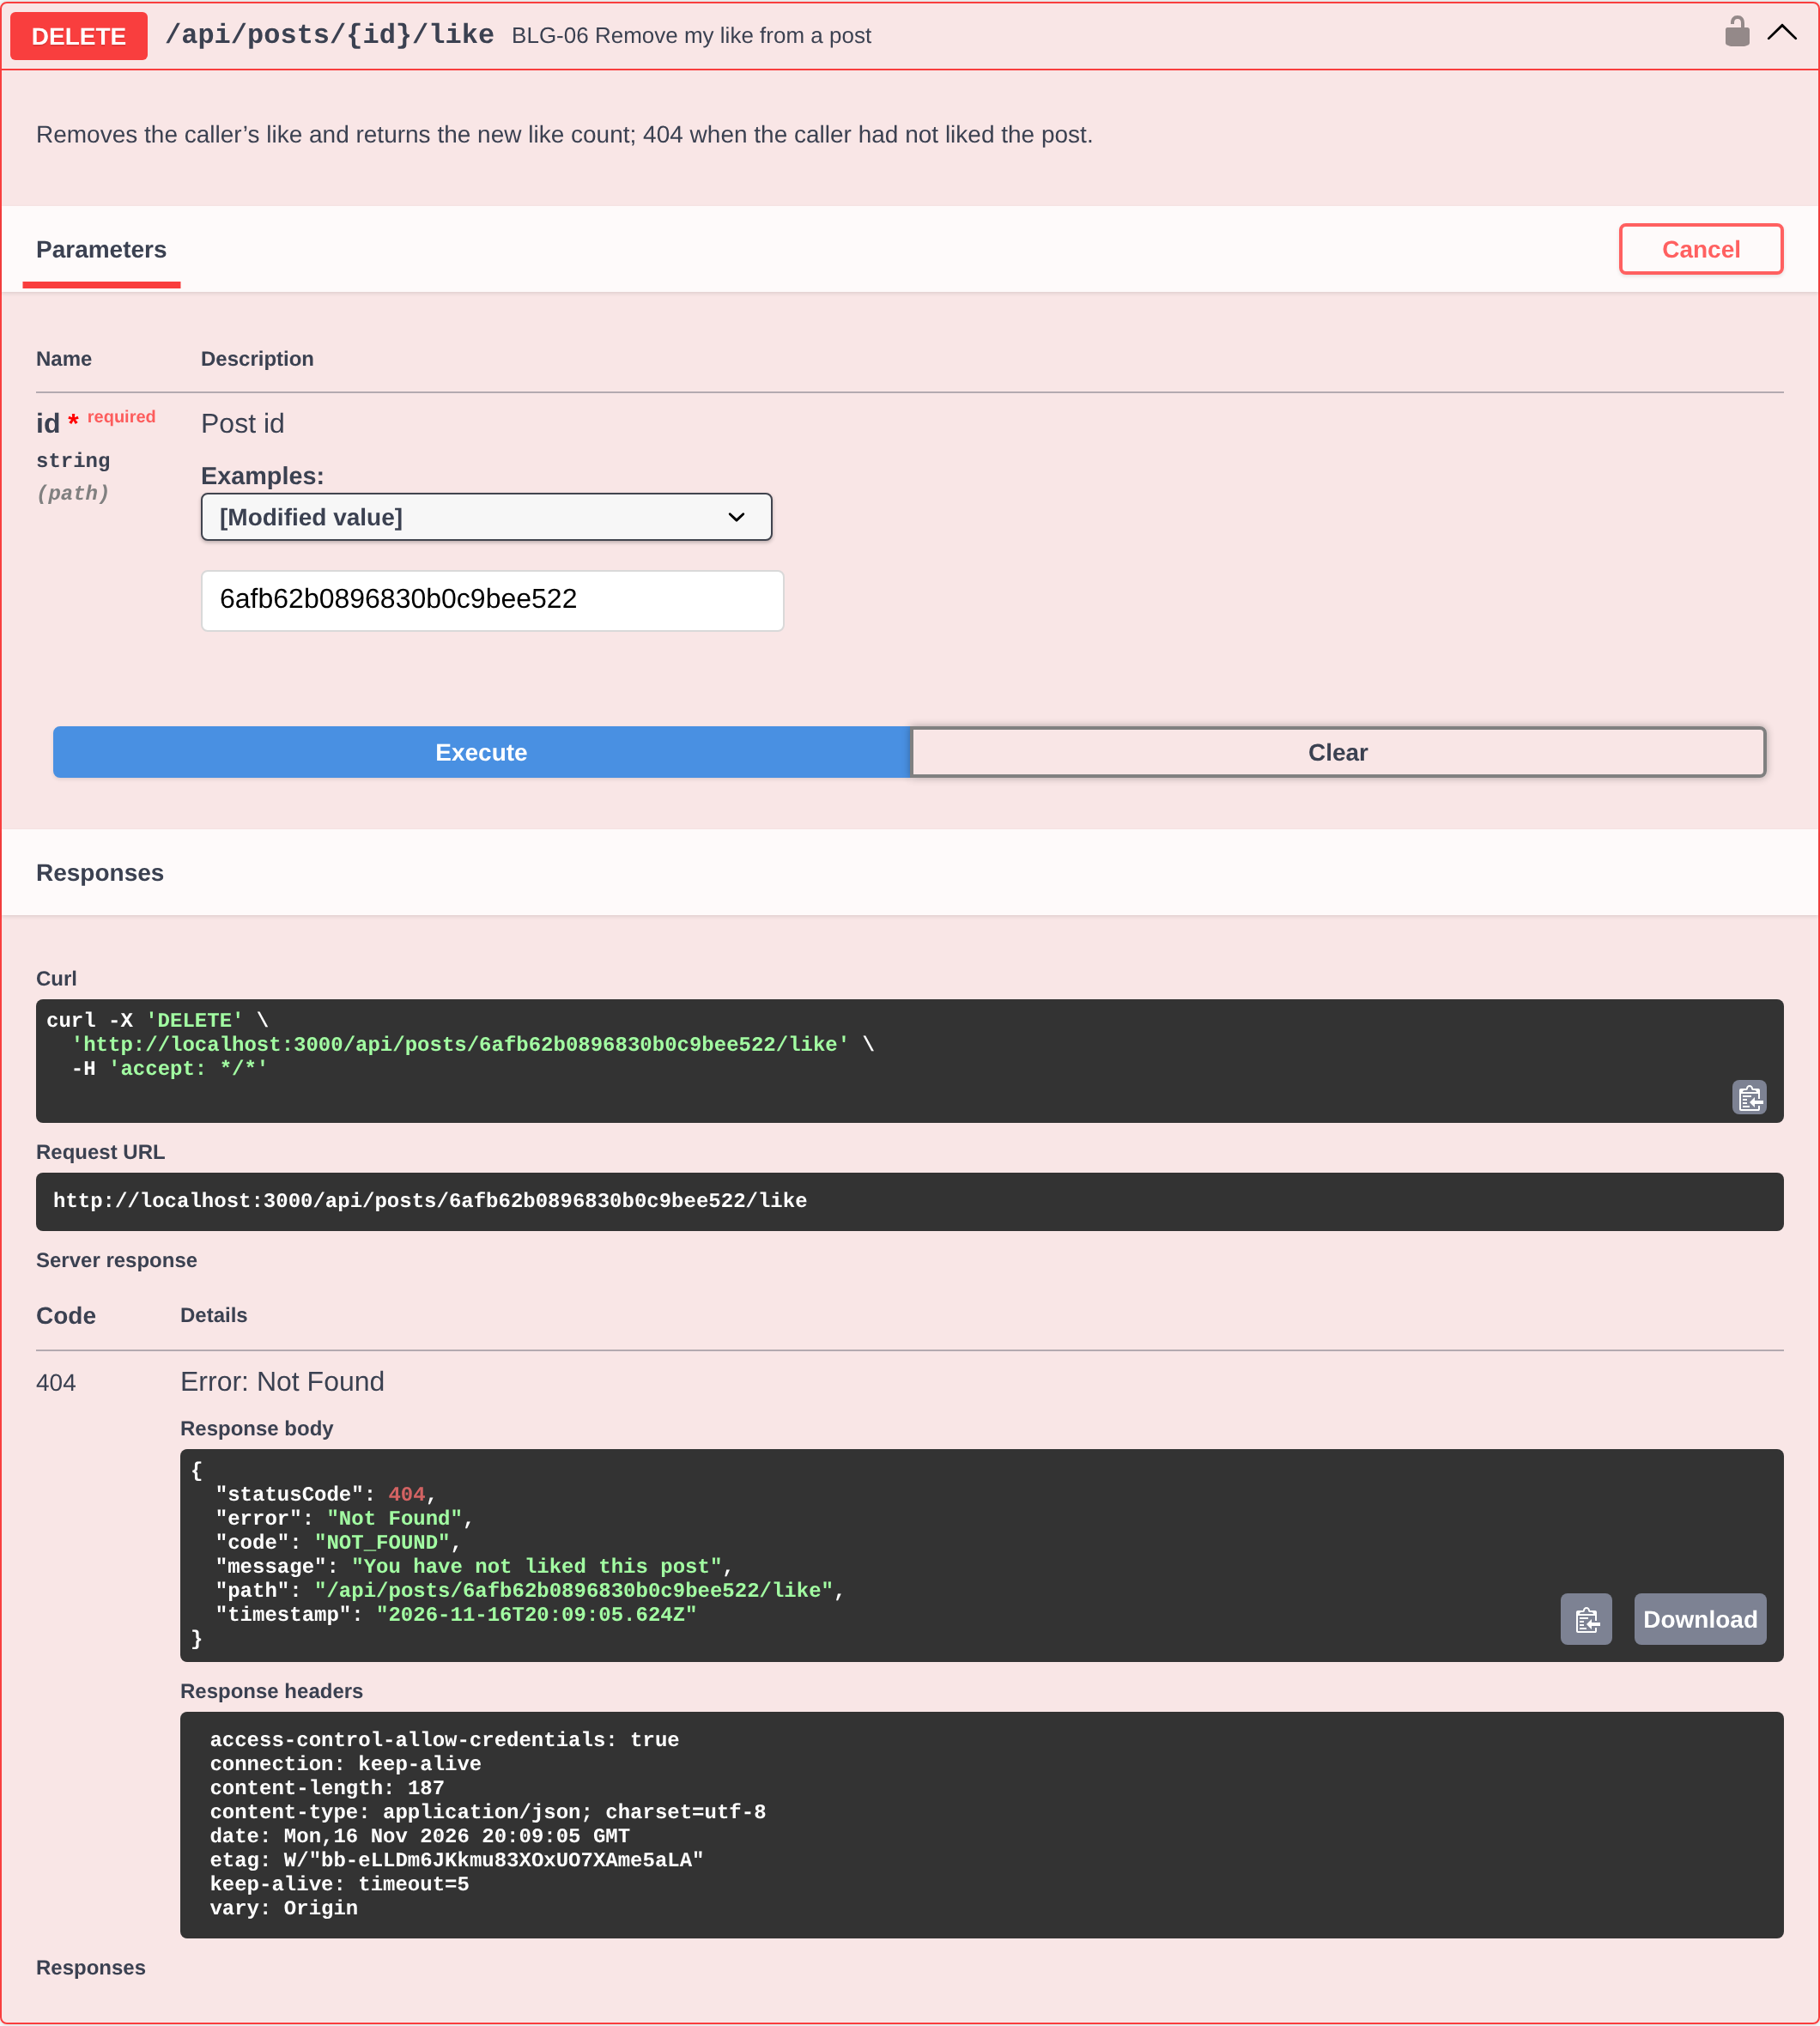 DELETE /api/posts/{id}/like BLG-06 Remove my like from a post
Removes the caller’s like and returns the new like count; 404 when the caller had not liked the post.
Parameters
Cancel
Name Description
id * required
string
(path)
Post id
Examples:
[Modified value]
6afb62b0896830b0c9bee522
Execute Clear
Responses
Curl
curl -X 'DELETE' \
  'http://localhost:3000/api/posts/6afb62b0896830b0c9bee522/like' \
  -H 'accept: */*'
Request URL
http://localhost:3000/api/posts/6afb62b0896830b0c9bee522/like
Server response
Code Details
404 Error: Not Found
Response body
{
  "statusCode": 404,
  "error": "Not Found",
  "code": "NOT_FOUND",
  "message": "You have not liked this post",
  "path": "/api/posts/6afb62b0896830b0c9bee522/like",
  "timestamp": "2026-11-16T20:09:05.624Z"
}
Download
Response headers
access-control-allow-credentials: true
connection: keep-alive
content-length: 187
content-type: application/json; charset=utf-8
date: Mon,16 Nov 2026 20:09:05 GMT
etag: W/"bb-eLLDm6JKkmu83XOxUO7XAme5aLA"
keep-alive: timeout=5
vary: Origin
Responses